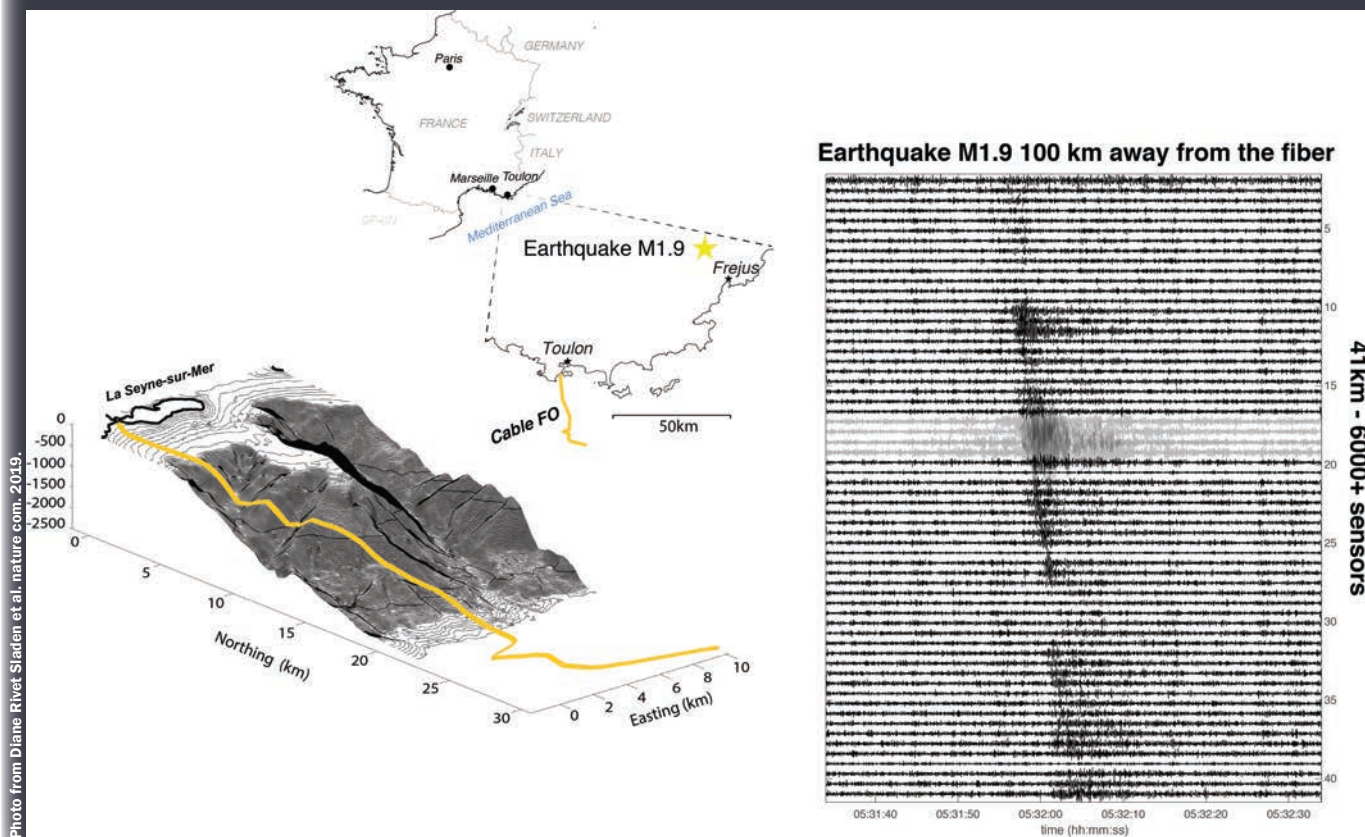 GERMANY
Paris
FRANCE
SWITZERLAND
ITALY
Marseille Toulon
SPAIN
Mediterranean Sea
Earthquake M1.9
Frejus
Toulon
Cable FO
50km
La Seyne-sur-Mer
0
-500
-1000
-1500
-2000
-2500
0
5
10
15
20
25
30
Northing (km)
0
2
4
6
8
10
Easting (km)
Earthquake M1.9 100 km away from the fiber
5
10
15
20
25
30
35
40
41km - 6000+ sensors
05:31:40 05:31:50 05:32:00 05:32:10 05:32:20 05:32:30
time (hh:mm:ss)
Photo from Diane Rivet Sladen et al. nature com. 2019.